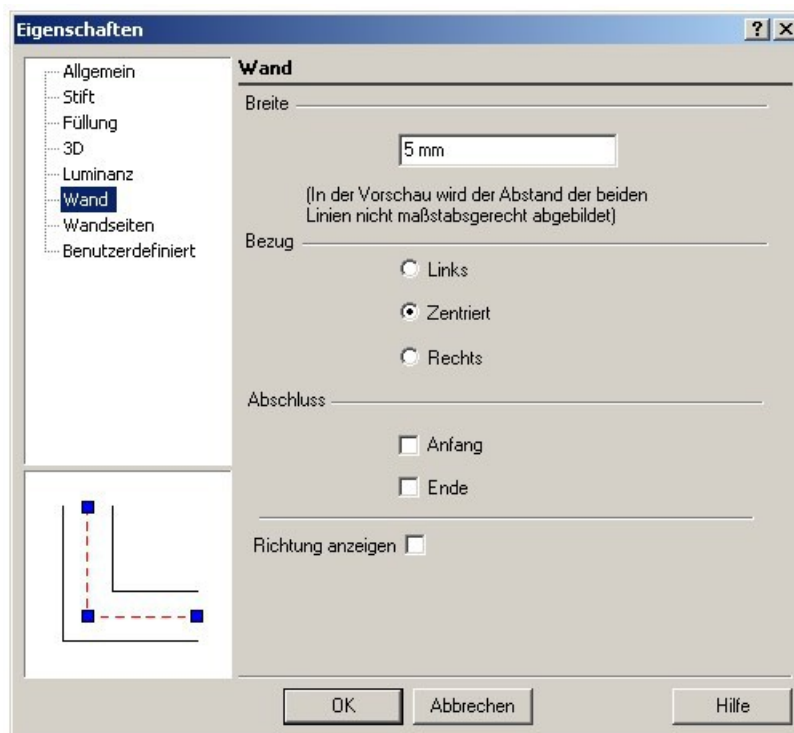 Eigenschaften
Allgemein
Stift
Füllung
3D
Luminanz
Wand
Wandseiten
Benutzerdefiniert
Wand
Breite
5 mm
(In der Vorschau wird der Abstand der beiden
Linien nicht maßstabsgerecht abgebildet)
Bezug
Links
Zentriert
Rechts
Abschluss
Anfang
Ende
Richtung anzeigen
OK
Abbrechen
Hilfe